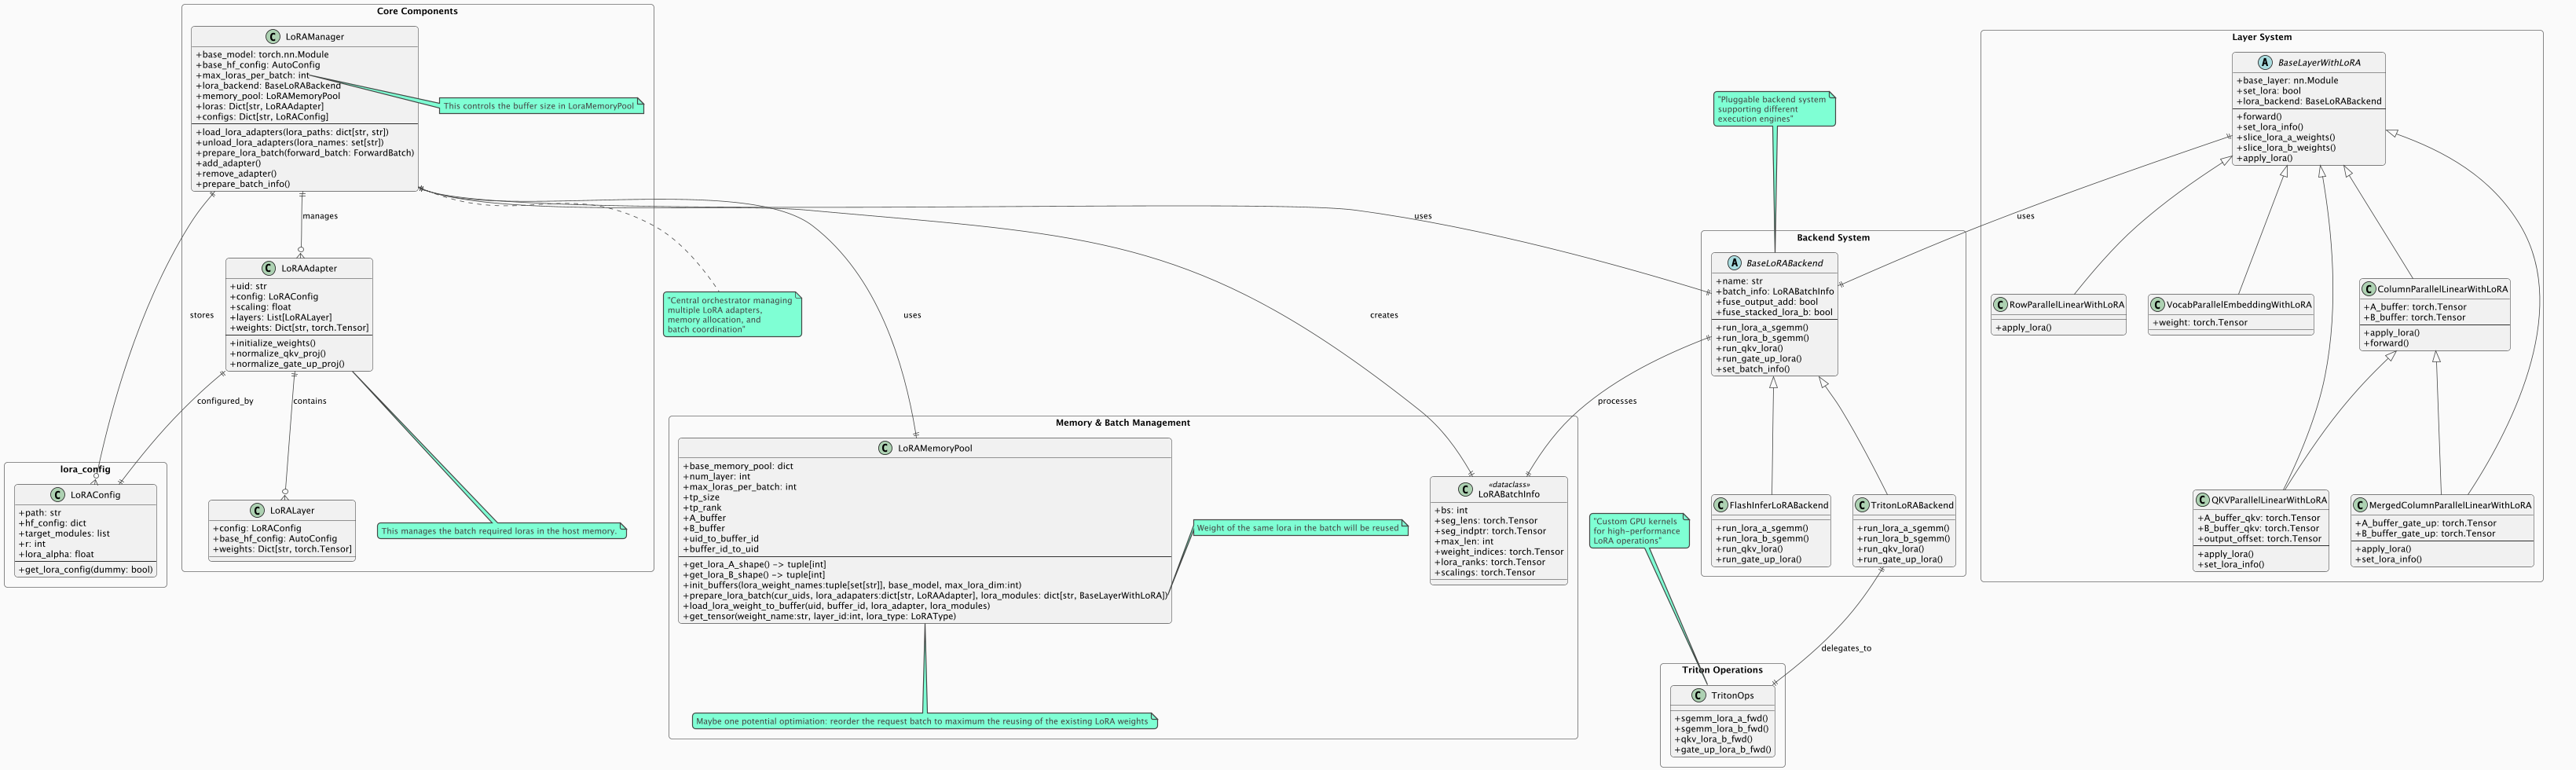 Core Components
C LoRAManager
+base_model: torch.nn.Module
+base_hf_config: AutoConfig
+max_loras_per_batch: int
+lora_backend: BaseLoRABackend
+memory_pool: LoRAMemoryPool
+loras: Dict[str, LoRAAdapter]
+configs: Dict[str, LoRAConfig]
+load_lora_adapters(lora_paths: dict[str, str])
+unload_lora_adapters(lora_names: set[str])
+prepare_lora_batch(forward_batch: ForwardBatch)
+add_adapter()
+remove_adapter()
+prepare_batch_info()
This controls the buffer size in LoraMemoryPool
manages
stores
C LoRAAdapter
+uid: str
+config: LoRAConfig
+scaling: float
+layers: List[LoRALayer]
+weights: Dict[str, torch.Tensor]
+initialize_weights()
+normalize_qkv_proj()
+normalize_gate_up_proj()
configured_by
contains
C LoRALayer
+config: LoRAConfig
+base_hf_config: AutoConfig
+weights: Dict[str, torch.Tensor]
This manages the batch required loras in the host memory.
lora_config
C LoRAConfig
+path: str
+hf_config: dict
+target_modules: list
+r: int
+lora_alpha: float
+get_lora_config(dummy: bool)
"Central orchestrator managing
multiple LoRA adapters,
memory allocation, and
batch coordination"
uses
creates
uses
Memory & Batch Management
C LoRAMemoryPool
+base_memory_pool: dict
+num_layer: int
+max_loras_per_batch: int
+tp_size
+tp_rank
+A_buffer
+B_buffer
+uid_to_buffer_id
+buffer_id_to_uid
+get_lora_A_shape() -> tuple[int]
+get_lora_B_shape() -> tuple[int]
+init_buffers(lora_weight_names:tuple[set[str]], base_model, max_lora_dim:int)
+prepare_lora_batch(cur_uids, lora_adapaters:dict[str, LoRAAdapter], lora_modules: dict[str, BaseLayerWithLoRA])
+load_lora_weight_to_buffer(uid, buffer_id, lora_adapter, lora_modules)
+get_tensor(weight_name:str, layer_id:int, lora_type: LoRAType)
Weight of the same lora in the batch will be reused
Maybe one potential optimiation: reorder the request batch to maximum the reusing of the existing LoRA weights
C «dataclass»
LoRABatchInfo
+bs: int
+seg_lens: torch.Tensor
+seg_indptr: torch.Tensor
+max_len: int
+weight_indices: torch.Tensor
+lora_ranks: torch.Tensor
+scalings: torch.Tensor
"Pluggable backend system
supporting different
execution engines"
Backend System
A BaseLoRABackend
+name: str
+batch_info: LoRABatchInfo
+fuse_output_add: bool
+fuse_stacked_lora_b: bool
+run_lora_a_sgemm()
+run_lora_b_sgemm()
+run_qkv_lora()
+run_gate_up_lora()
+set_batch_info()
processes
C FlashInferLoRABackend
+run_lora_a_sgemm()
+run_lora_b_sgemm()
+run_qkv_lora()
+run_gate_up_lora()
C TritonLoRABackend
+run_lora_a_sgemm()
+run_lora_b_sgemm()
+run_qkv_lora()
+run_gate_up_lora()
"Custom GPU kernels
for high-performance
LoRA operations"
delegates_to
Triton Operations
C TritonOps
+sgemm_lora_a_fwd()
+sgemm_lora_b_fwd()
+qkv_lora_b_fwd()
+gate_up_lora_b_fwd()
Layer System
A BaseLayerWithLoRA
+base_layer: nn.Module
+set_lora: bool
+lora_backend: BaseLoRABackend
+forward()
+set_lora_info()
+slice_lora_a_weights()
+slice_lora_b_weights()
+apply_lora()
uses
C RowParallelLinearWithLoRA
+apply_lora()
C VocabParallelEmbeddingWithLoRA
+weight: torch.Tensor
C ColumnParallelLinearWithLoRA
+A_buffer: torch.Tensor
+B_buffer: torch.Tensor
+apply_lora()
+forward()
C QKVParallelLinearWithLoRA
+A_buffer_qkv: torch.Tensor
+B_buffer_qkv: torch.Tensor
+output_offset: torch.Tensor
+apply_lora()
+set_lora_info()
C MergedColumnParallelLinearWithLoRA
+A_buffer_gate_up: torch.Tensor
+B_buffer_gate_up: torch.Tensor
+apply_lora()
+set_lora_info()